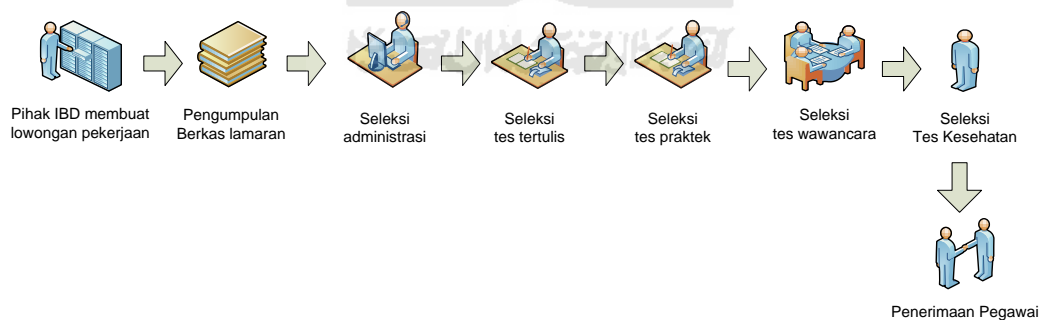 Pihak IBD membuat
lowongan pekerjaan
Pengumpulan
Berkas lamaran
Seleksi
administrasi
Seleksi
tes tertulis
Seleksi
tes praktek
Seleksi
tes wawancara
Seleksi
Tes Kesehatan
Penerimaan Pegawai